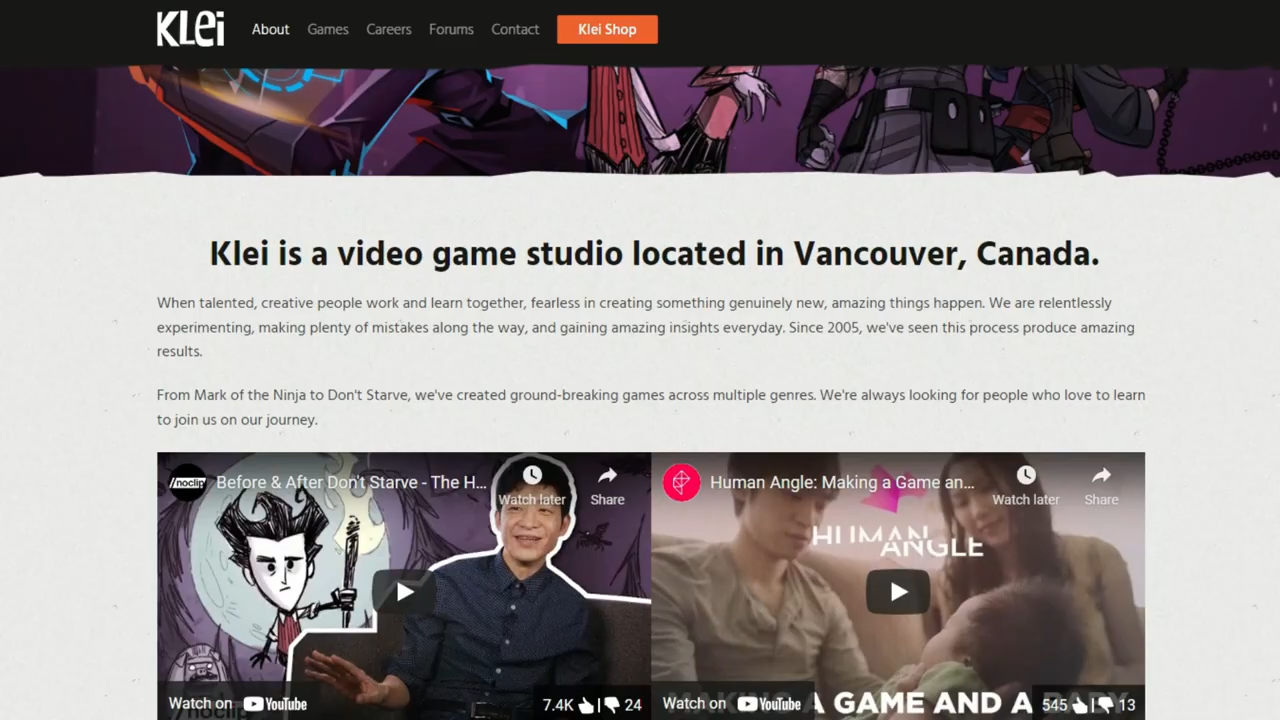 Klei
About Games Careers Forums Contact Klei Shop
Klei is a video game studio located in Vancouver, Canada.
When talented, creative people work and learn together, fearless in creating something genuinely new, amazing things happen. We are relentlessly
experimenting, making plenty of mistakes along the way, and gaining amazing insights everyday. Since 2005, we've seen this process produce amazing
results.
From Mark of the Ninja to Don't Starve, we've created ground-breaking games across multiple genres. We're always looking for people who love to learn
to join us on our journey.
/noclip Before & After Don't Starve - The H...
Watch later Share
Watch on YouTube
/noclip
7.4K | 24
Human Angle: Making a Game an...
Watch later Share
HUMAN
ANGLE
MAKING A GAME AND A BABY
Watch on YouTube
545 | 13